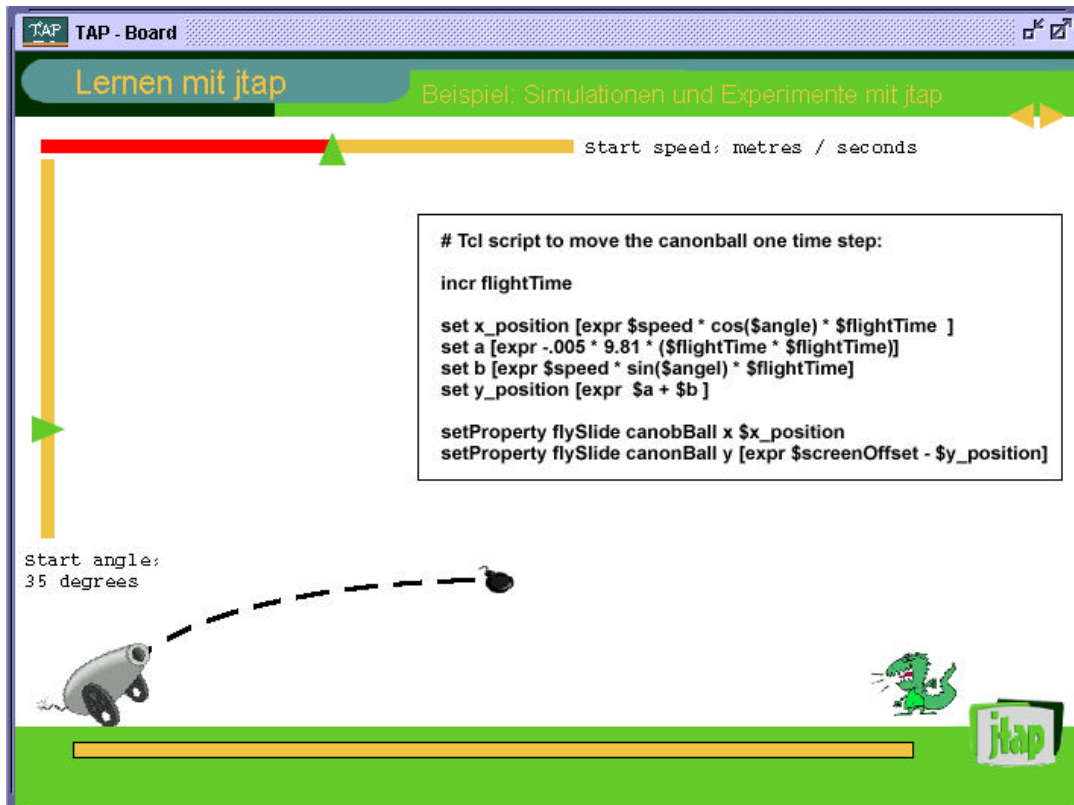 TAP TAP - Board
Lernen mit jtap
Beispiel: Simulationen und Experimente mit jtap
Start speed: metres / seconds
# Tcl script to move the canonball one time step:
incr flightTime
set x_position [expr $speed * cos($angle) * $flightTime ]
set a [expr -.005 * 9.81 * ($flightTime * $flightTime)]
set b [expr $speed * sin($angel) * $flightTime]
set y_position [expr $a + $b ]
setProperty flySlide canobBall x $x_position
setProperty flySlide canonBall y [expr $screenOffset - $y_position]
Start angle:
35 degrees
jtap